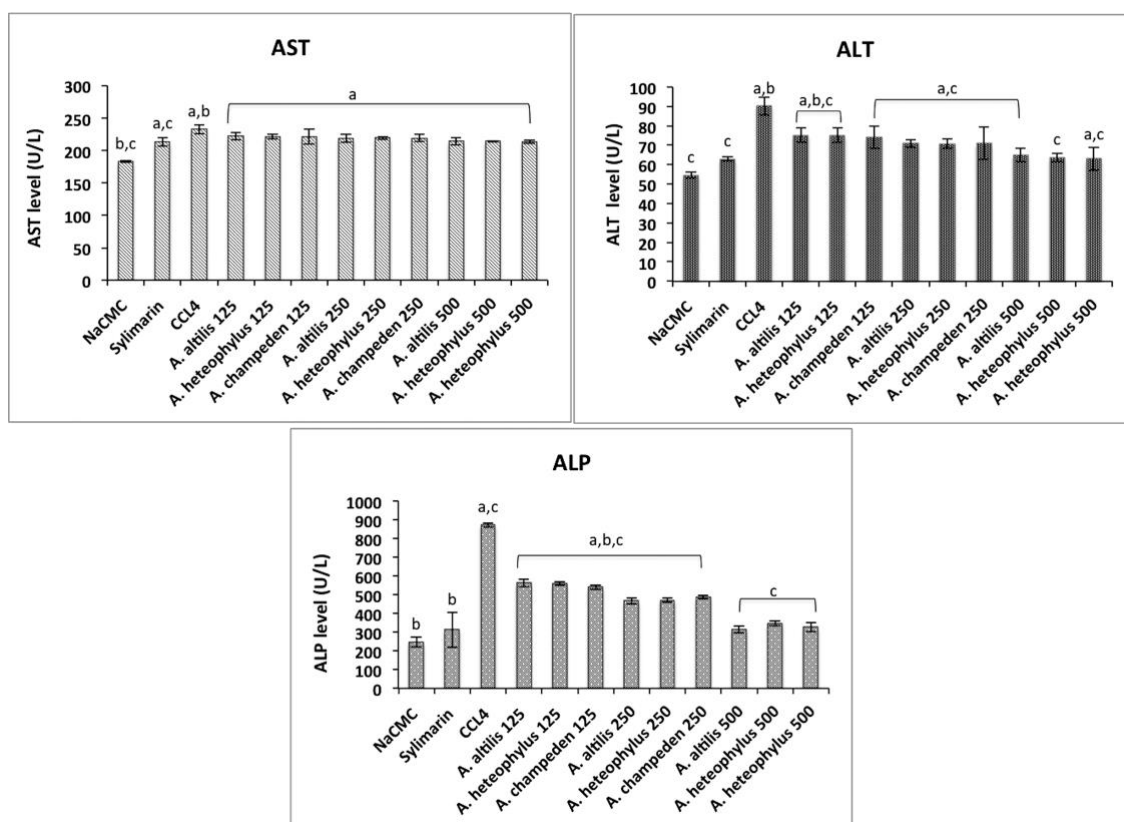 AST
AST level (U/L)
300
250
200
150
100
50
0
b,c
a,c
a,b
a
NaCMC
Sylimarin
CCL4
A. altilis 125
A. heteophylus 125
A. champeden 125
A. altilis 250
A. heteophylus 250
A. champeden 250
A. altilis 500
A. heteophylus 500
A. heteophylus 500
ALT
ALT level (U/L)
100
90
80
70
60
50
40
30
20
10
0
c
c
a,b
a,b,c
a,c
c
a,c
NaCMC
Sylimarin
CCL4
A. altilis 125
A. heteophylus 125
A. champeden 125
A. altilis 250
A. heteophylus 250
A. champeden 250
A. altilis 500
A. heteophylus 500
A. heteophylus 500
ALP
ALP level (U/L)
1000
900
800
700
600
500
400
300
200
100
0
b
b
a,c
a,b,c
c
NaCMC
Sylimarin
CCL4
A. altilis 125
A. heteophylus 125
A. champeden 125
A. altilis 250
A. heteophylus 250
A. champeden 250
A. altilis 500
A. heteophylus 500
A. heteophylus 500